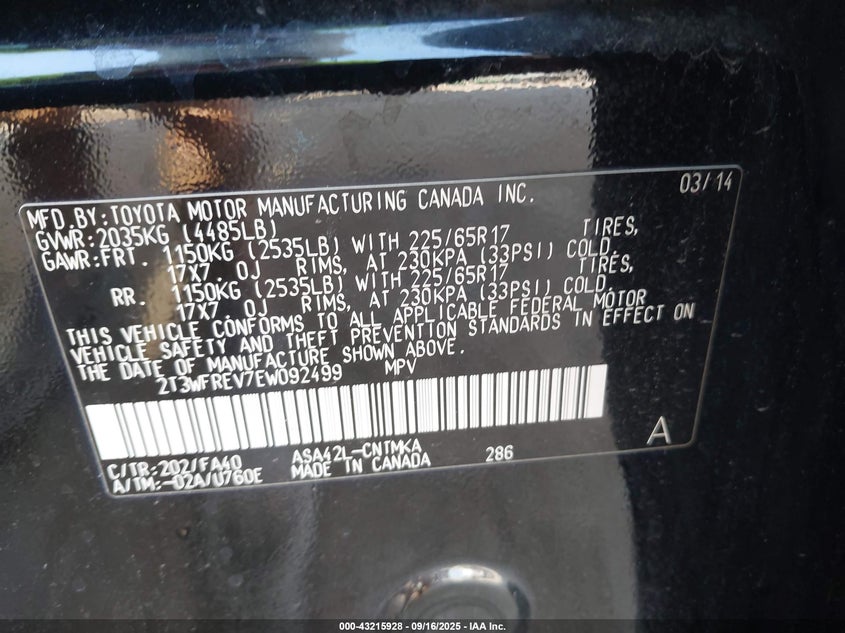 03/14
MFD.BY:TOYOTA MOTOR MANUFACTURING CANADA INC.
GVWR:2035KG (4485LB)
GAWR:FRT. 1150KG (2535LB) WITH 225/65R17 TIRES,
17X7.0J RIMS, AT 230KPA (33PSI) COLD.
RR. 1150KG (2535LB) WITH 225/65R17 TIRES,
17X7.0J RIMS, AT 230KPA (33PSI) COLD.
THIS VEHICLE CONFORMS TO ALL APPLICABLE FEDERAL MOTOR
VEHICLE SAFETY AND THEFT PREVENTION STANDARDS IN EFFECT ON
THE DATE OF MANUFACTURE SHOWN ABOVE.
2T3WFREV7EW092499 MPV
A
C/TR:202/FA40 ASA42L-CNTMKA 286
A/TM:-02A/U760E MADE IN CANADA
000-43215928 - 09/16/2025 - IAA Inc.